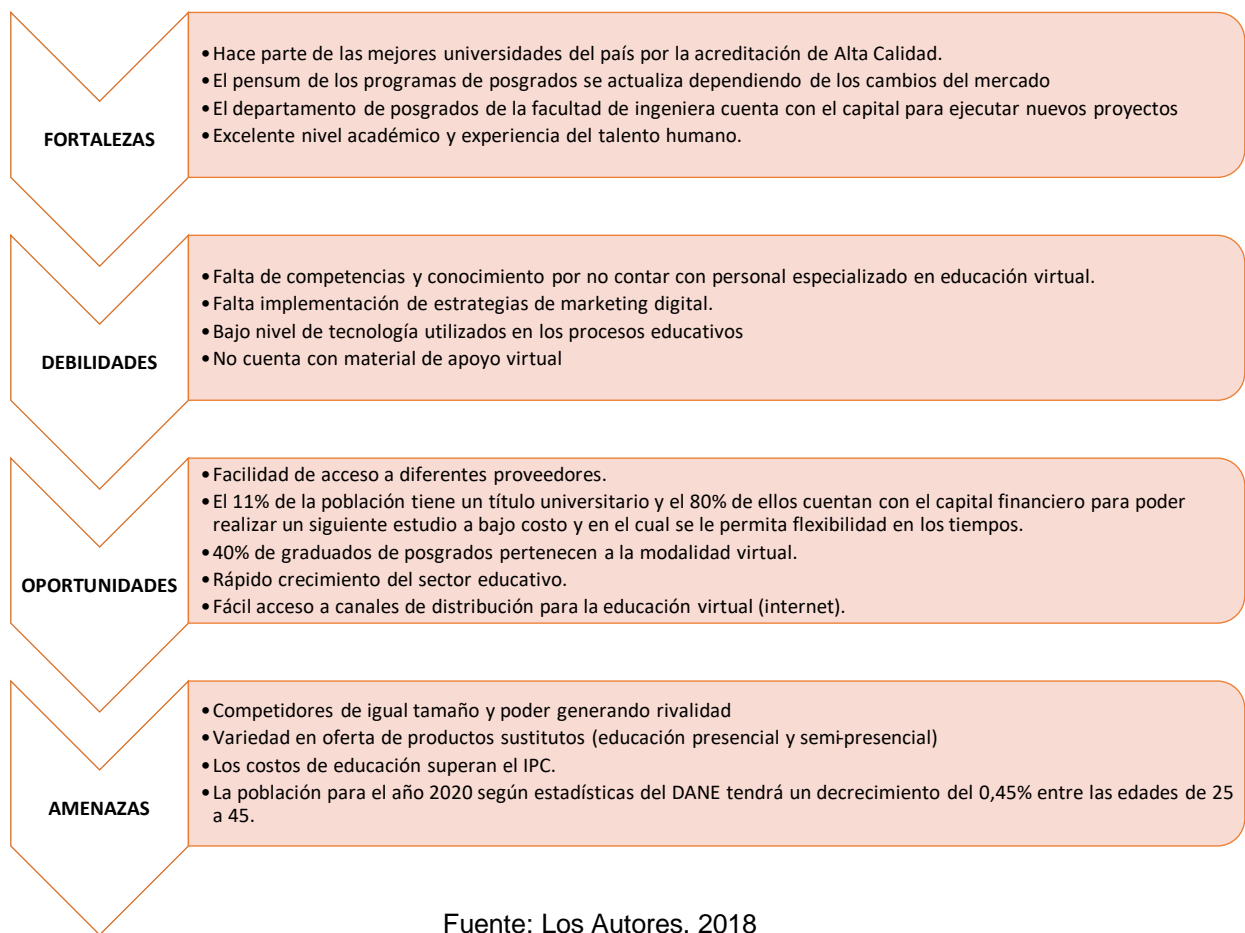 FORTALEZAS
•Hace parte de las mejores universidades del país por la acreditación de Alta Calidad.
•El pensum de los programas de posgrados se actualiza dependiendo de los cambios del mercado
•El departamento de posgrados de la facultad de ingeniera cuenta con el capital para ejecutar nuevos proyectos
•Excelente nivel académico y experiencia del talento humano.
DEBILIDADES
•Falta de competencias y conocimiento por no contar con personal especializado en educación virtual.
•Falta implementación de estrategias de marketing digital.
•Bajo nivel de tecnología utilizados en los procesos educativos
•No cuenta con material de apoyo virtual
OPORTUNIDADES
•Facilidad de acceso a diferentes proveedores.
•El 11% de la población tiene un título universitario y el 80% de ellos cuentan con el capital financiero para poder
realizar un siguiente estudio a bajo costo y en el cual se le permita flexibilidad en los tiempos.
•40% de graduados de posgrados pertenecen a la modalidad virtual.
•Rápido crecimiento del sector educativo.
•Fácil acceso a canales de distribución para la educación virtual (internet).
AMENAZAS
•Competidores de igual tamaño y poder generando rivalidad
•Variedad en oferta de productos sustitutos (educación presencial y semi-presencial)
•Los costos de educación superan el IPC.
•La población para el año 2020 según estadísticas del DANE tendrá un decrecimiento del 0,45% entre las edades de 25
a 45.
Fuente: Los Autores. 2018